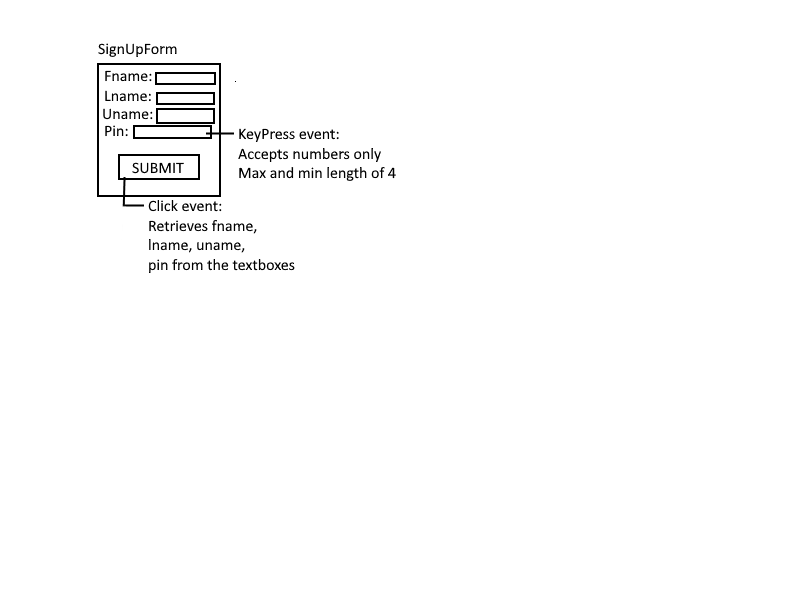 SignUpForm
Fname:
Lname:
Uname:
Pin:
KeyPress event:
Accepts numbers only
Max and min length of 4
SUBMIT
Click event:
Retrieves fname,
lname, uname,
pin from the textboxes